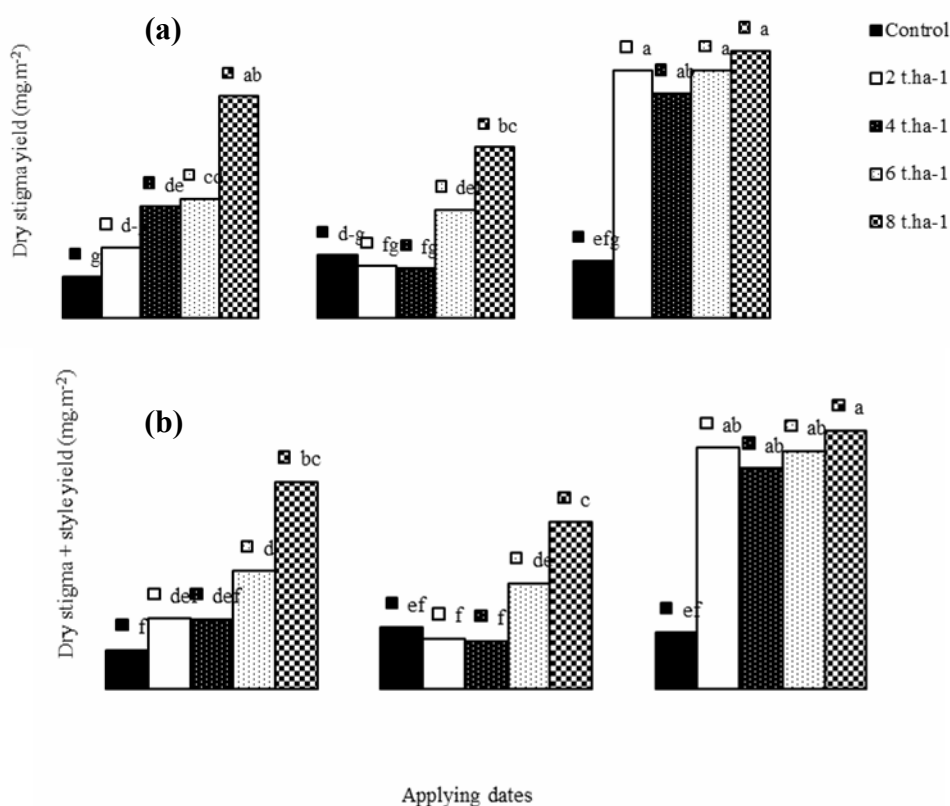 (a)
Dry stigma yield (mg.m-2)
g
d-
de
cd
ab
d-g
fg
fg
de
bc
efg
a
ab
a
a
Control
2 t.ha-1
4 t.ha-1
6 t.ha-1
8 t.ha-1
(b)
Dry stigma + style yield (mg.m-2)
f
def
def
d
bc
ef
f
f
de
c
ef
ab
ab
ab
a
Applying dates